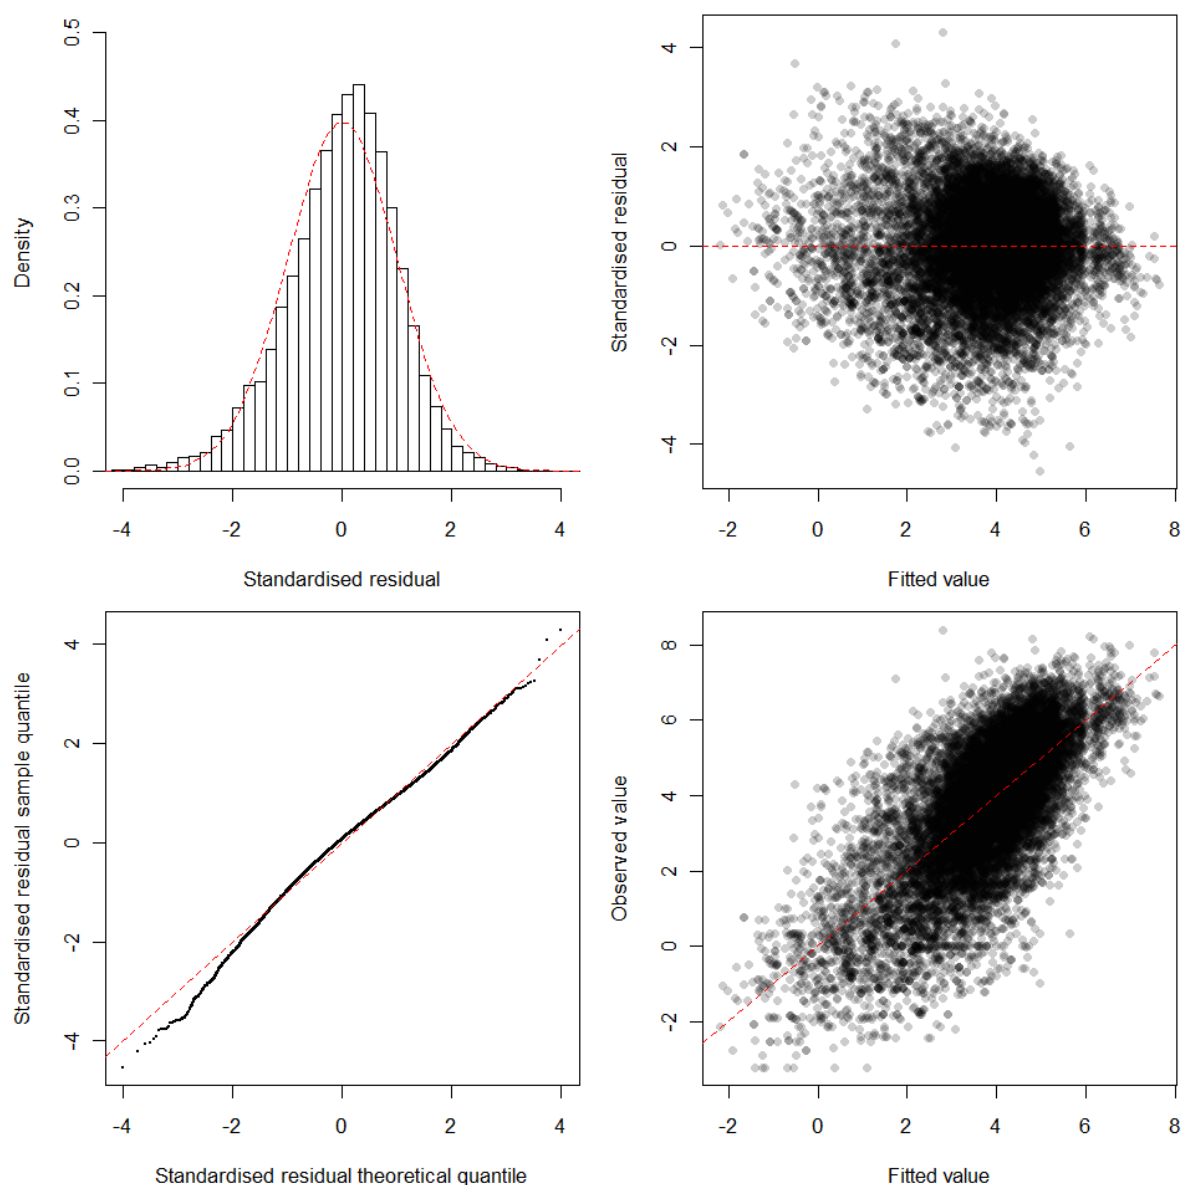 Density
0.0 0.1 0.2 0.3 0.4 0.5
-4 -2 0 2 4
Standardised residual
Standardised residual
-4 -2 0 2 4
-2 0 2 4 6 8
Fitted value
Standardised residual sample quantile
-4 -2 0 2 4
-4 -2 0 2 4
Standardised residual theoretical quantile
Observed value
-2 0 2 4 6 8
-2 0 2 4 6 8
Fitted value